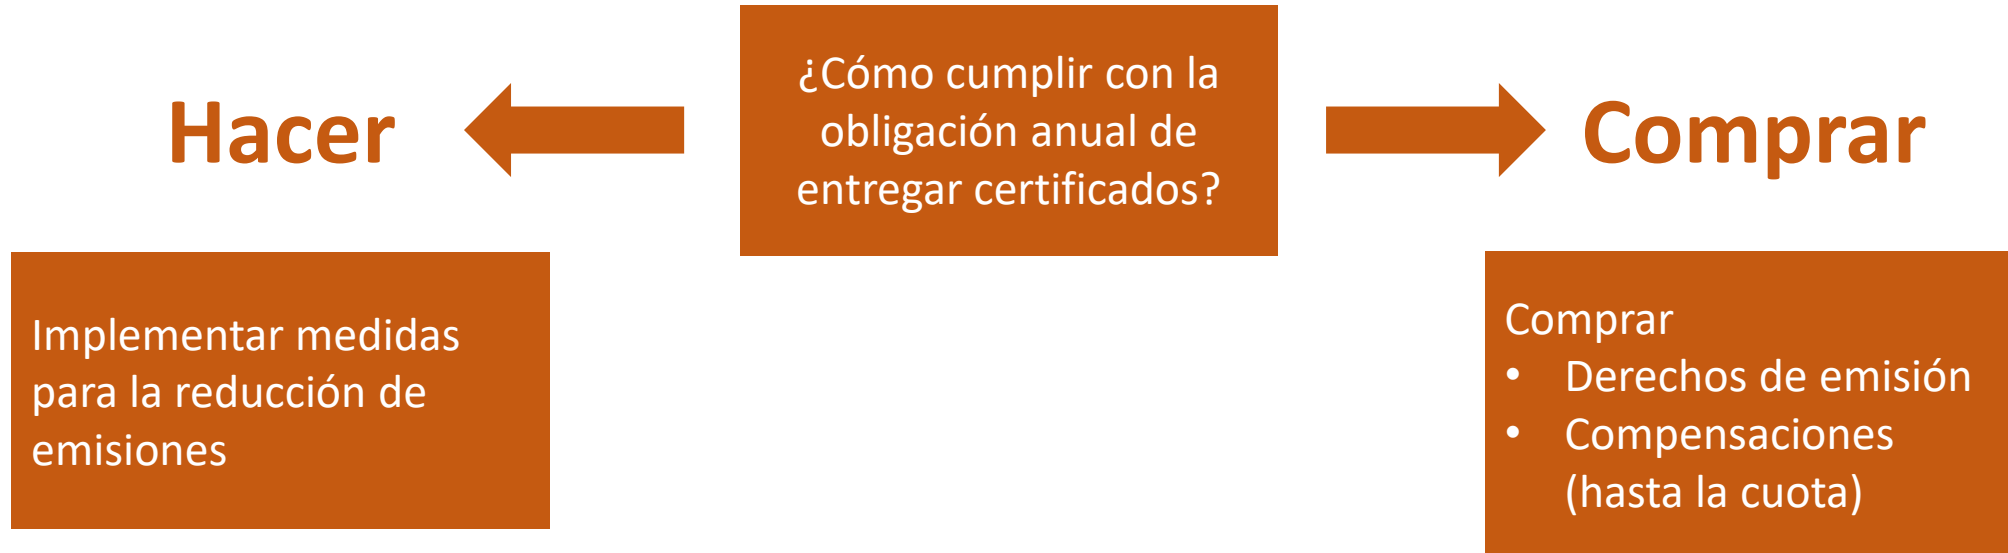 ¿Cómo cumplir con la
obligación anual de
entregar certificados?
Hacer
Comprar
Implementar medidas
para la reducción de
emisiones
Comprar
• Derechos de emisión
• Compensaciones
(hasta la cuota)